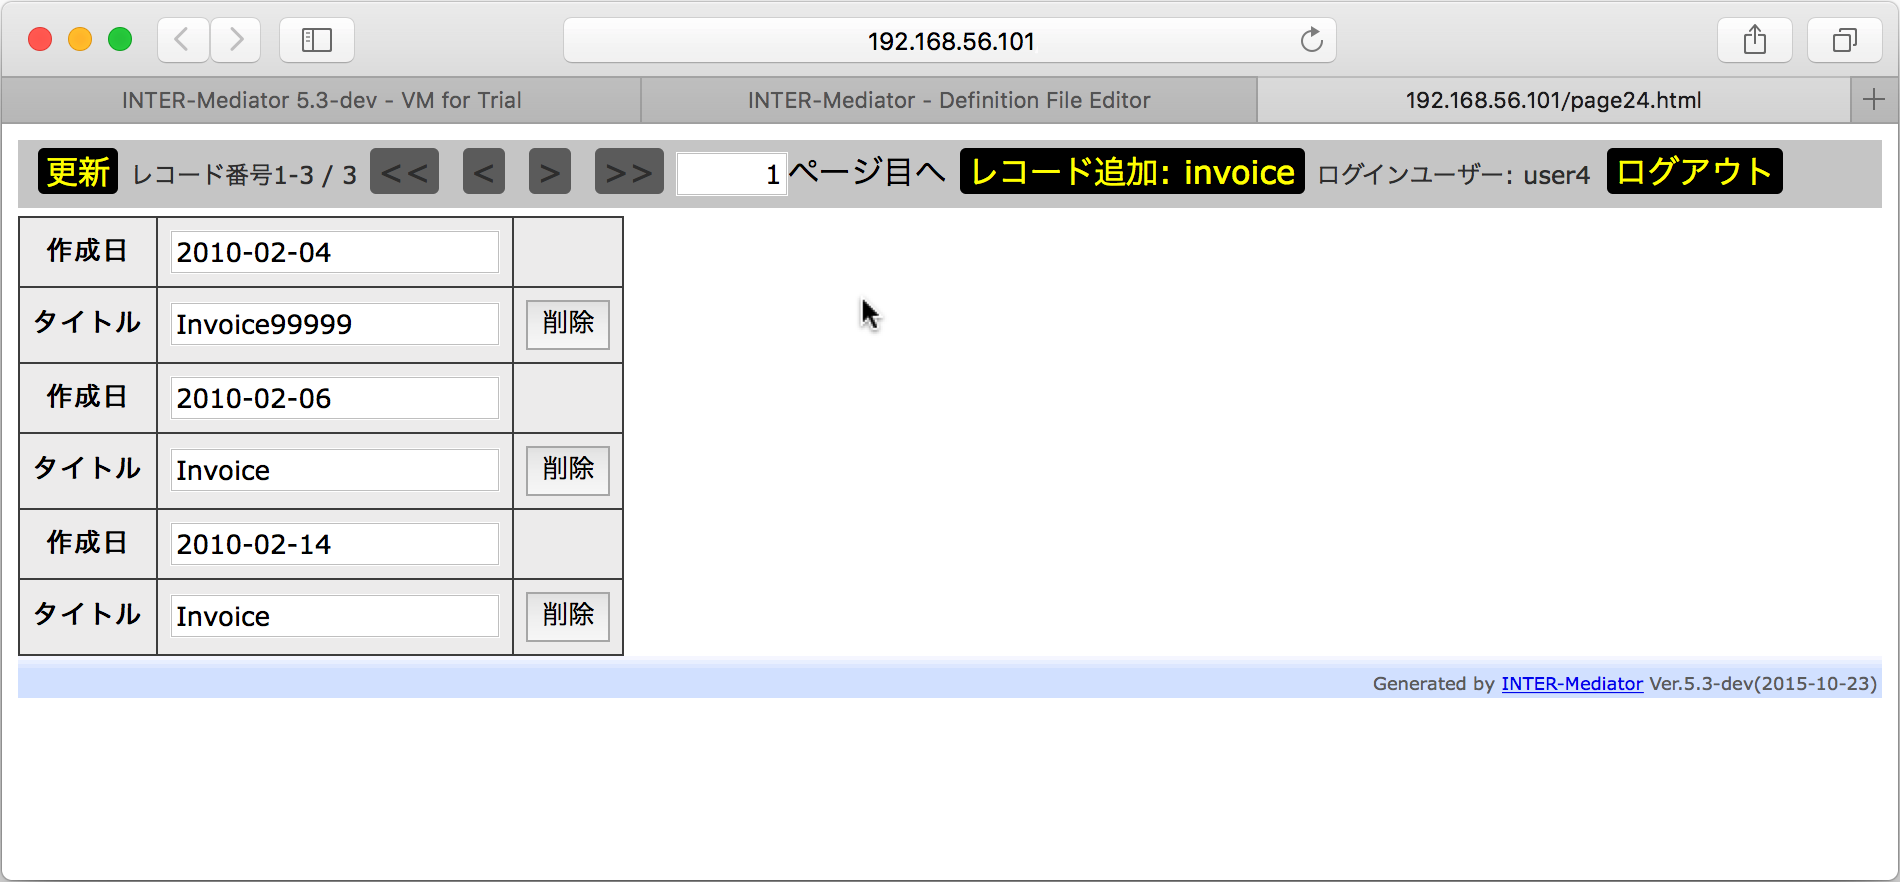 192.168.56.101
INTER-Mediator 5.3-dev - VM for Trial
INTER-Mediator - Definition File Editor
192.168.56.101/page24.html
更新 レコード番号1-3 / 3 << < > >> 1ページ目へ レコード追加: invoice ログインユーザー: user4 ログアウト
作成日 2010-02-04
タイトル Invoice99999 削除
作成日 2010-02-06
タイトル Invoice 削除
作成日 2010-02-14
タイトル Invoice 削除
Generated by INTER-Mediator Ver.5.3-dev(2015-10-23)